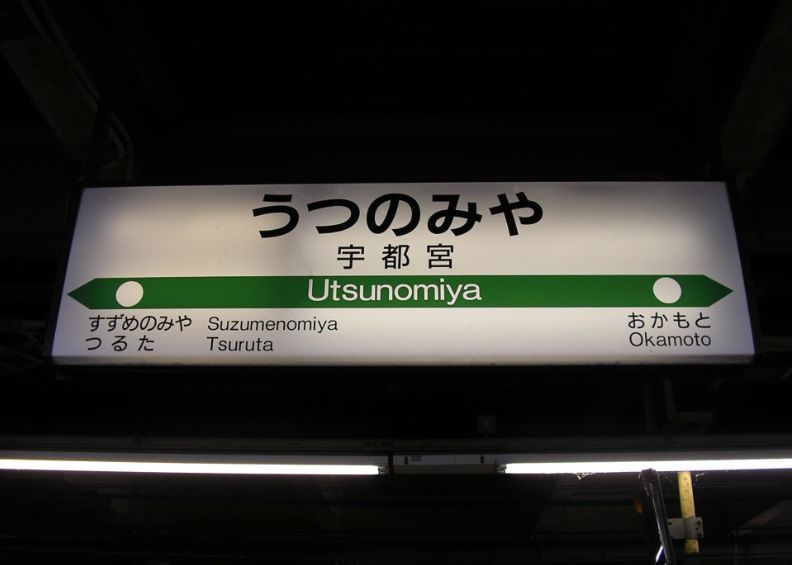 うつのみや
宇都宮
Utsunomiya
すずめのみや Suzumenomiya
つるた Tsuruta
おかもと
Okamoto